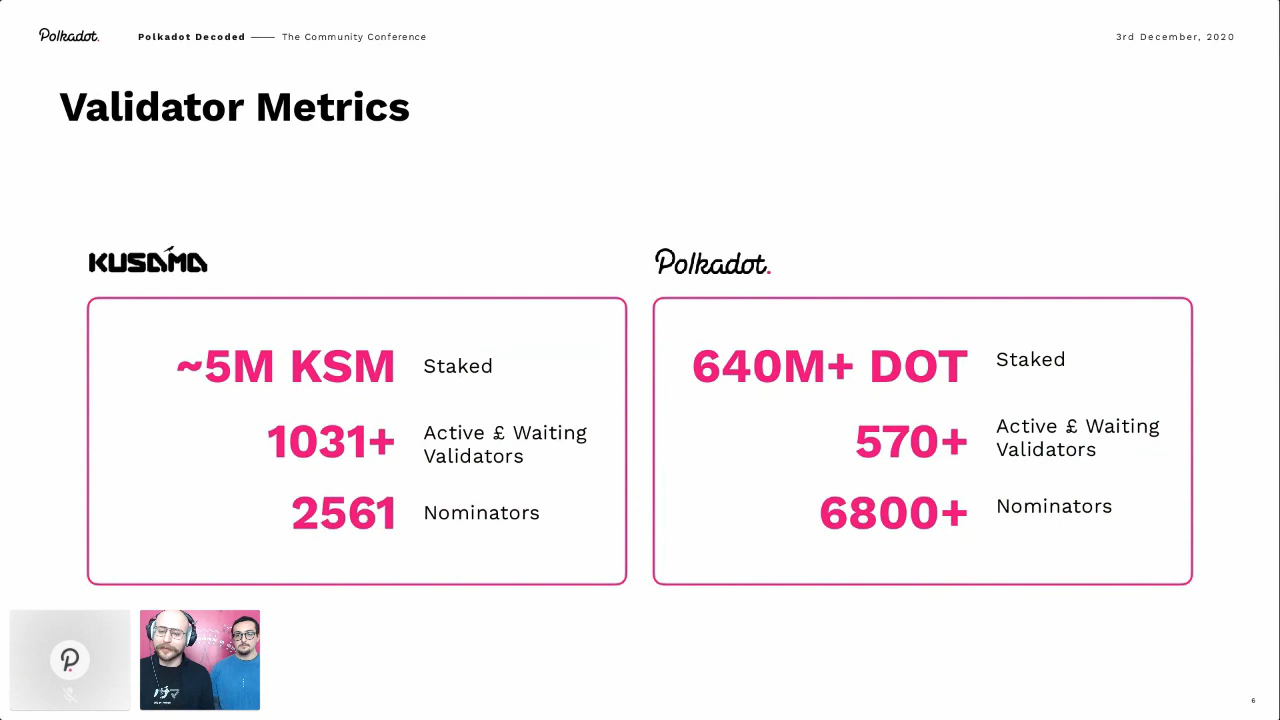 Polkadot.
Polkadot Decoded —— The Community Conference
3rd December, 2020
Validator Metrics
KUSAMA
~5M KSM Staked
1031+ Active £ Waiting
Validators
2561 Nominators
Polkadot.
640M+ DOT Staked
570+ Active £ Waiting
Validators
6800+ Nominators
6